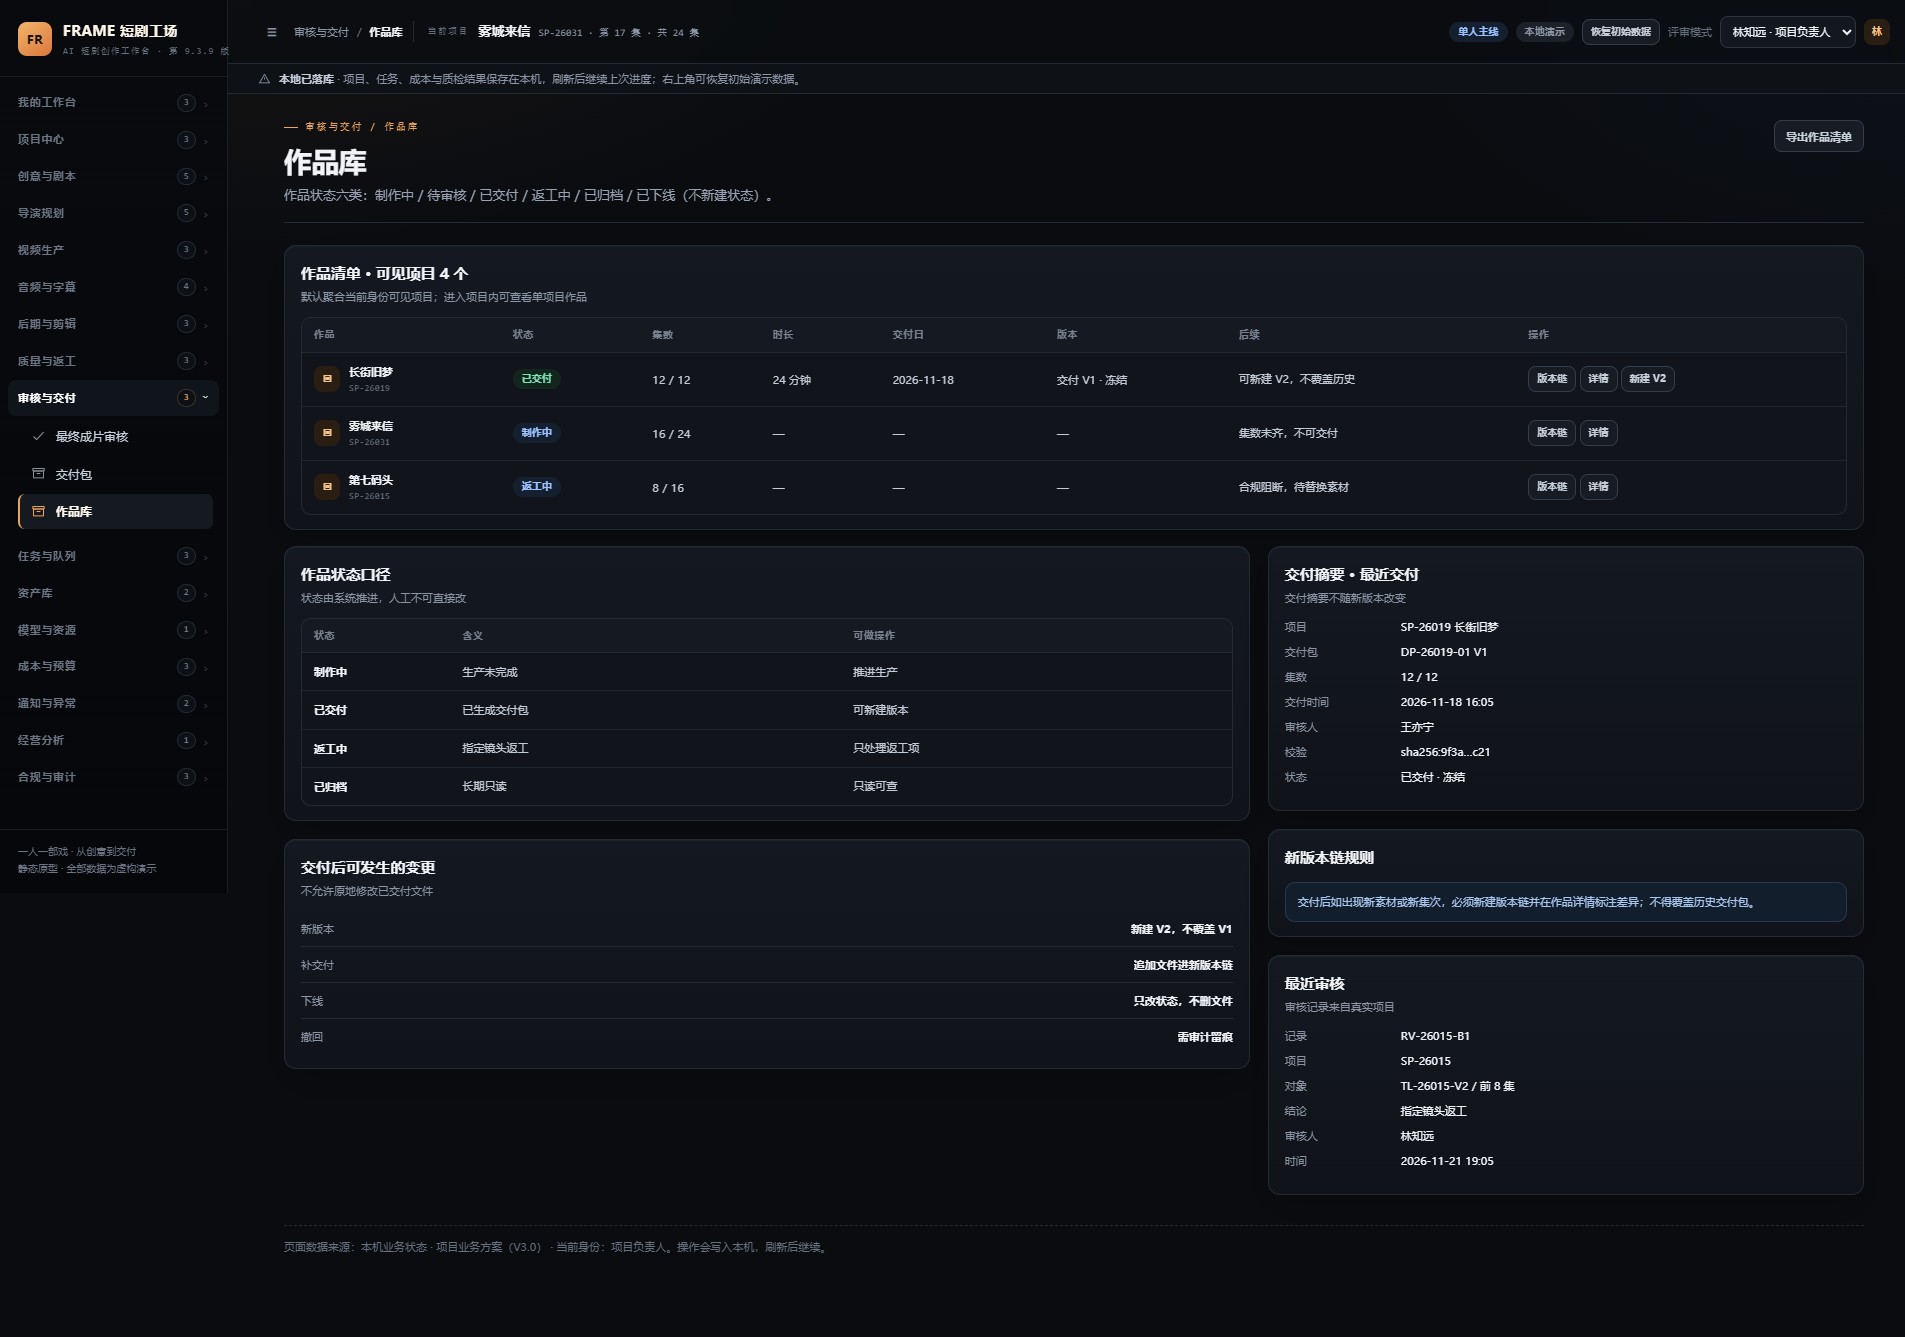 FR
FRAME 短剧工场
AI 短剧创作工作台 · 第 9.3.9 版
我的工作台 3
项目中心 3
创意与剧本 5
导演规划 5
视频生产 3
音频与字幕 4
后期与剪辑 3
质量与返工 3
审核与交付 3
最终成片审核
交付包
作品库
任务与队列 3
资产库 2
模型与资源 1
成本与预算 3
通知与异常 2
经营分析 1
合规与审计 3
一人一部戏 · 从创意到交付
静态原型 · 全部数据为虚构演示
审核与交付 / 作品库 当前项目 雾城来信 SP-26031 · 第 17 集 · 共 24 集
单人主线 本地演示 恢复初始数据 评审模式 林知远 · 项目负责人 林
本地已落库 · 项目、任务、成本与质检结果保存在本机，刷新后继续上次进度；右上角可恢复初始演示数据。
审核与交付 / 作品库
作品库
作品状态六类：制作中 / 待审核 / 已交付 / 返工中 / 已归档 / 已下线（不新建状态）。
导出作品清单
作品清单 • 可见项目 4 个
默认聚合当前身份可见项目；进入项目内可查看单项目作品
作品 状态 集数 时长 交付日 版本 后续 操作
长街旧梦 SP-26019 已交付 12 / 12 24 分钟 2026-11-18 交付 V1 · 冻结 可新建 V2，不覆盖历史 版本链 详情 新建 V2
雾城来信 SP-26031 制作中 16 / 24 — — — 集数未齐，不可交付 版本链 详情
第七码头 SP-26015 返工中 8 / 16 — — — 合规阻断，待替换素材 版本链 详情
作品状态口径
状态由系统推进，人工不可直接改
状态 含义 可做操作
制作中 生产未完成 推进生产
已交付 已生成交付包 可新建版本
返工中 指定镜头返工 只处理返工项
已归档 长期只读 只读可查
交付后可发生的变更
不允许原地修改已交付文件
新版本 新建 V2，不覆盖 V1
补交付 追加文件进新版本链
下线 只改状态，不删文件
撤回 需审计留痕
交付摘要 • 最近交付
交付摘要不随新版本改变
项目 SP-26019 长街旧梦
交付包 DP-26019-01 V1
集数 12 / 12
交付时间 2026-11-18 16:05
审核人 王亦宁
校验 sha256:9f3a...c21
状态 已交付 · 冻结
新版本链规则
交付后如出现新素材或新集次，必须新建版本链并在作品详情标注差异；不得覆盖历史交付包。
最近审核
审核记录来自真实项目
记录 RV-26015-B1
项目 SP-26015
对象 TL-26015-V2 / 前 8 集
结论 指定镜头返工
审核人 林知远
时间 2026-11-21 19:05
页面数据来源：本机业务状态 · 项目业务方案（V3.0） · 当前身份：项目负责人。操作会写入本机，刷新后继续。